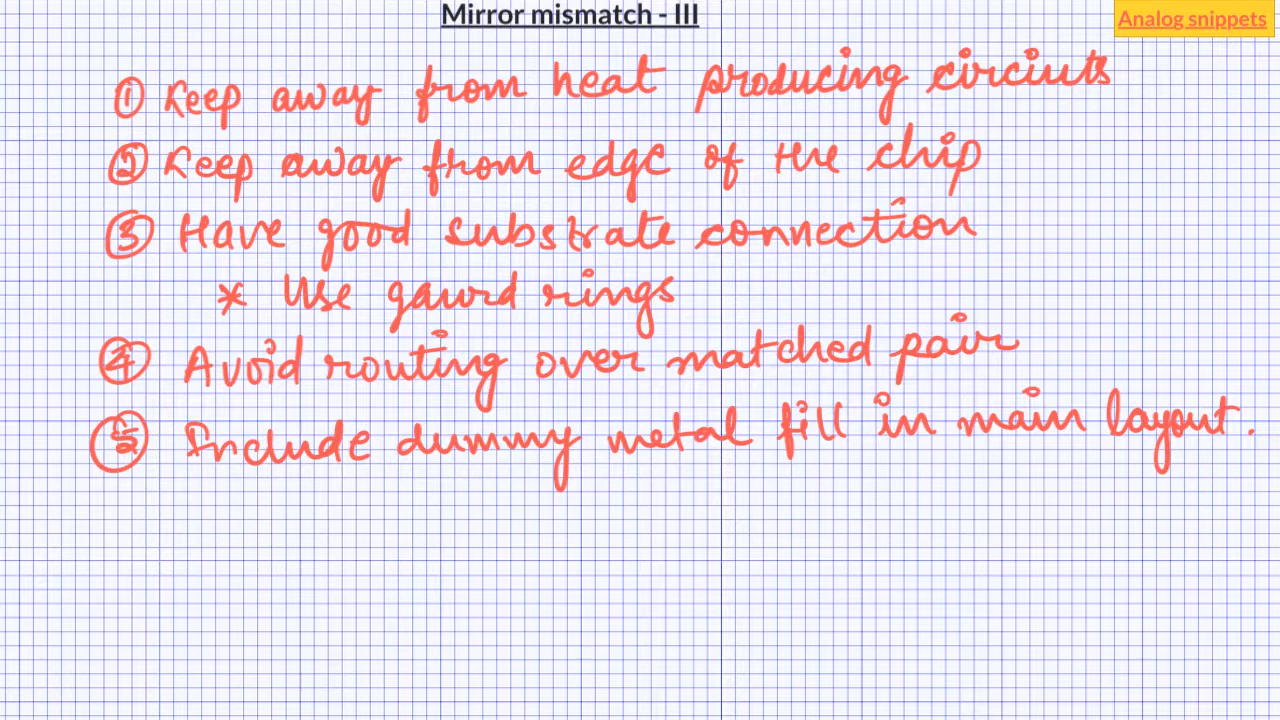 Mirror mismatch - III
Analog snippets
① Keep away from heat producing circiuts
② Keep away from edge of the chip
③ Have good substrate connection
* Use gaurd rings
④ Avoid routing over matched pair
⑤ Include dummy metal fill in main layout.